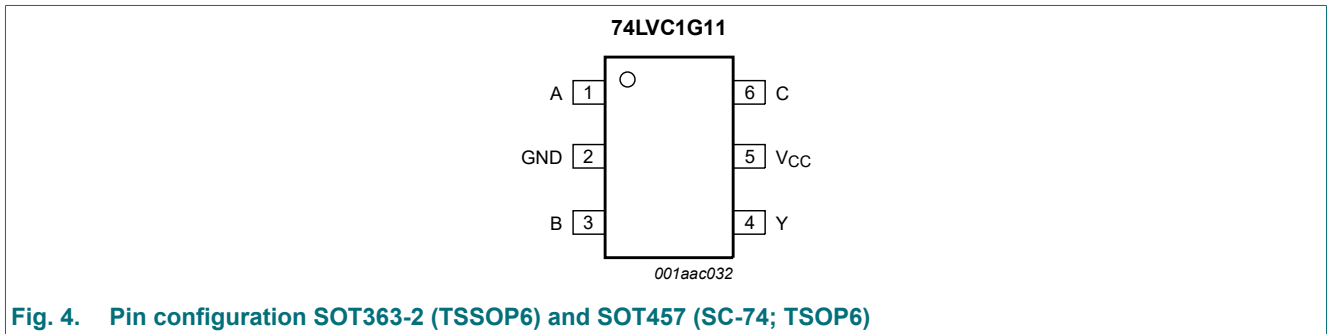 74LVC1G11
A 1 6 C
GND 2 5 VCC
B 3 4 Y
001aac032
Fig. 4. Pin configuration SOT363-2 (TSSOP6) and SOT457 (SC-74; TSOP6)